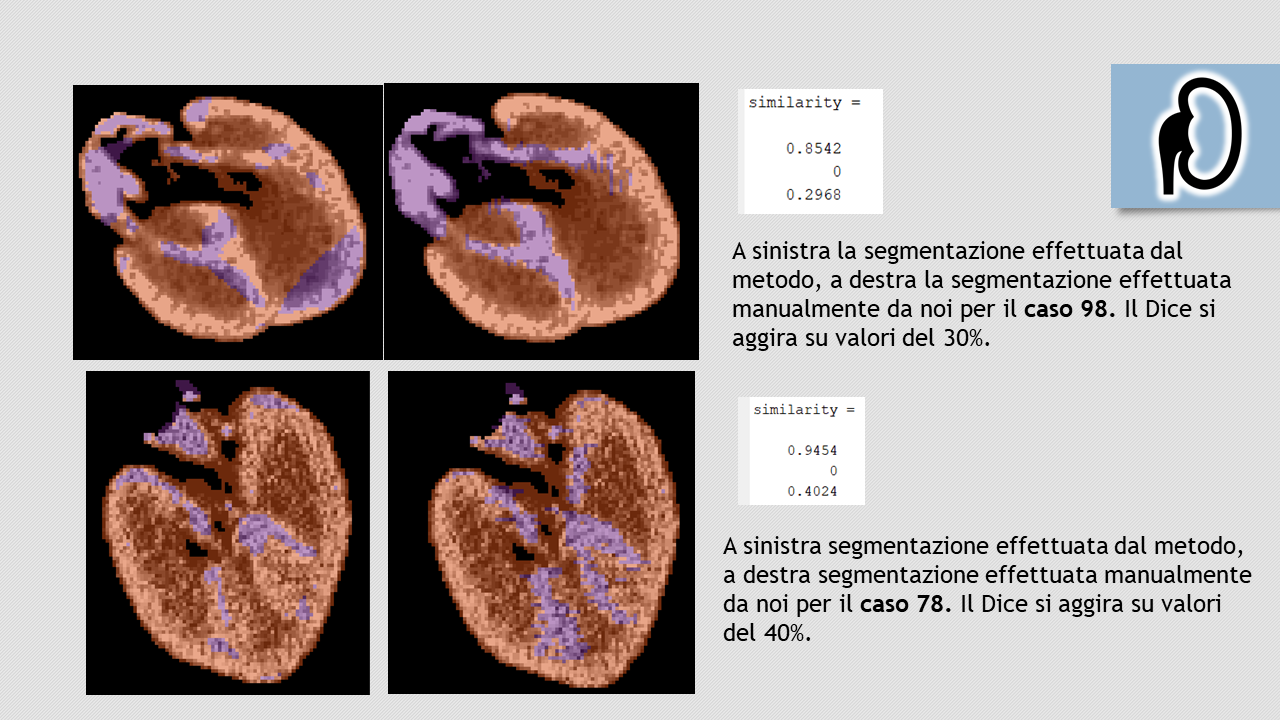 similarity =
0.8542
0
0.2968
A sinistra la segmentazione effettuata dal
metodo, a destra la segmentazione effettuata
manualmente da noi per il caso 98. Il Dice si
aggira su valori del 30%.
similarity =
0.9454
0
0.4024
A sinistra segmentazione effettuata dal metodo,
a destra segmentazione effettuata manualmente
da noi per il caso 78. Il Dice si aggira su valori
del 40%.